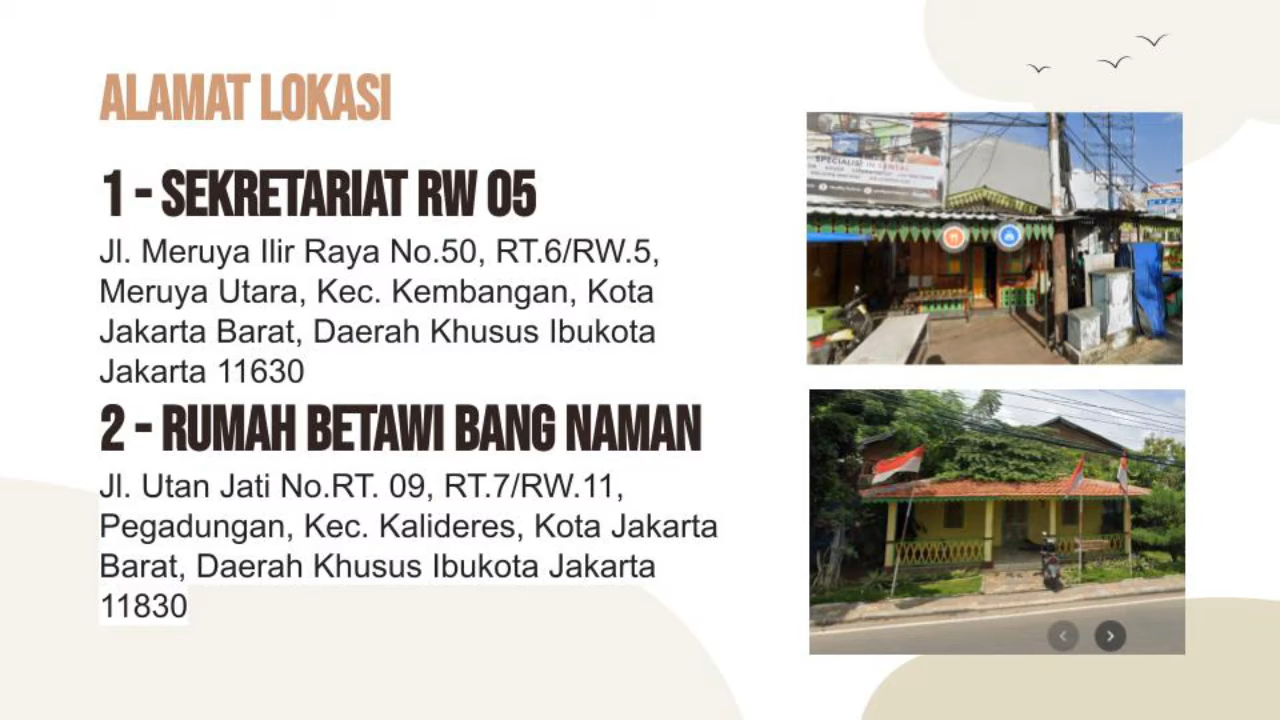 ALAMAT LOKASI
1 - SEKRETARIAT RW 05
Jl. Meruya Ilir Raya No.50, RT.6/RW.5,
Meruya Utara, Kec. Kembangan, Kota
Jakarta Barat, Daerah Khusus Ibukota
Jakarta 11630
2 - RUMAH BETAWI BANG NAMAN
Jl. Utan Jati No.RT. 09, RT.7/RW.11,
Pegadungan, Kec. Kalideres, Kota Jakarta
Barat, Daerah Khusus Ibukota Jakarta
11830
SPECIALIS